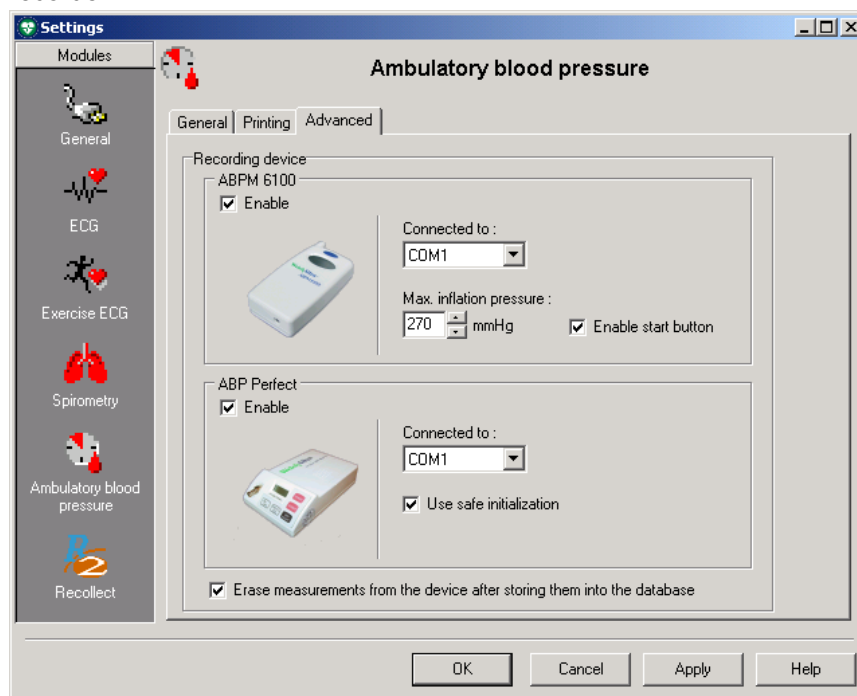 Settings
Modules
General
ECG
Exercise ECG
Spirometry
Ambulatory blood
pressure
Recollect
Ambulatory blood pressure
General
Printing
Advanced
Recording device
ABPM 6100
Enable
Connected to :
COM1
Max. inflation pressure :
270 mmHg
Enable start button
ABP Perfect
Enable
Connected to :
COM1
Use safe initialization
Erase measurements from the device after storing them into the database
OK
Cancel
Apply
Help